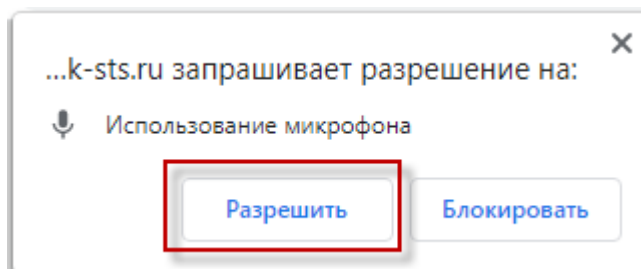 ...k-sts.ru запрашивает разрешение на:
Использование микрофона
Разрешить
Блокировать